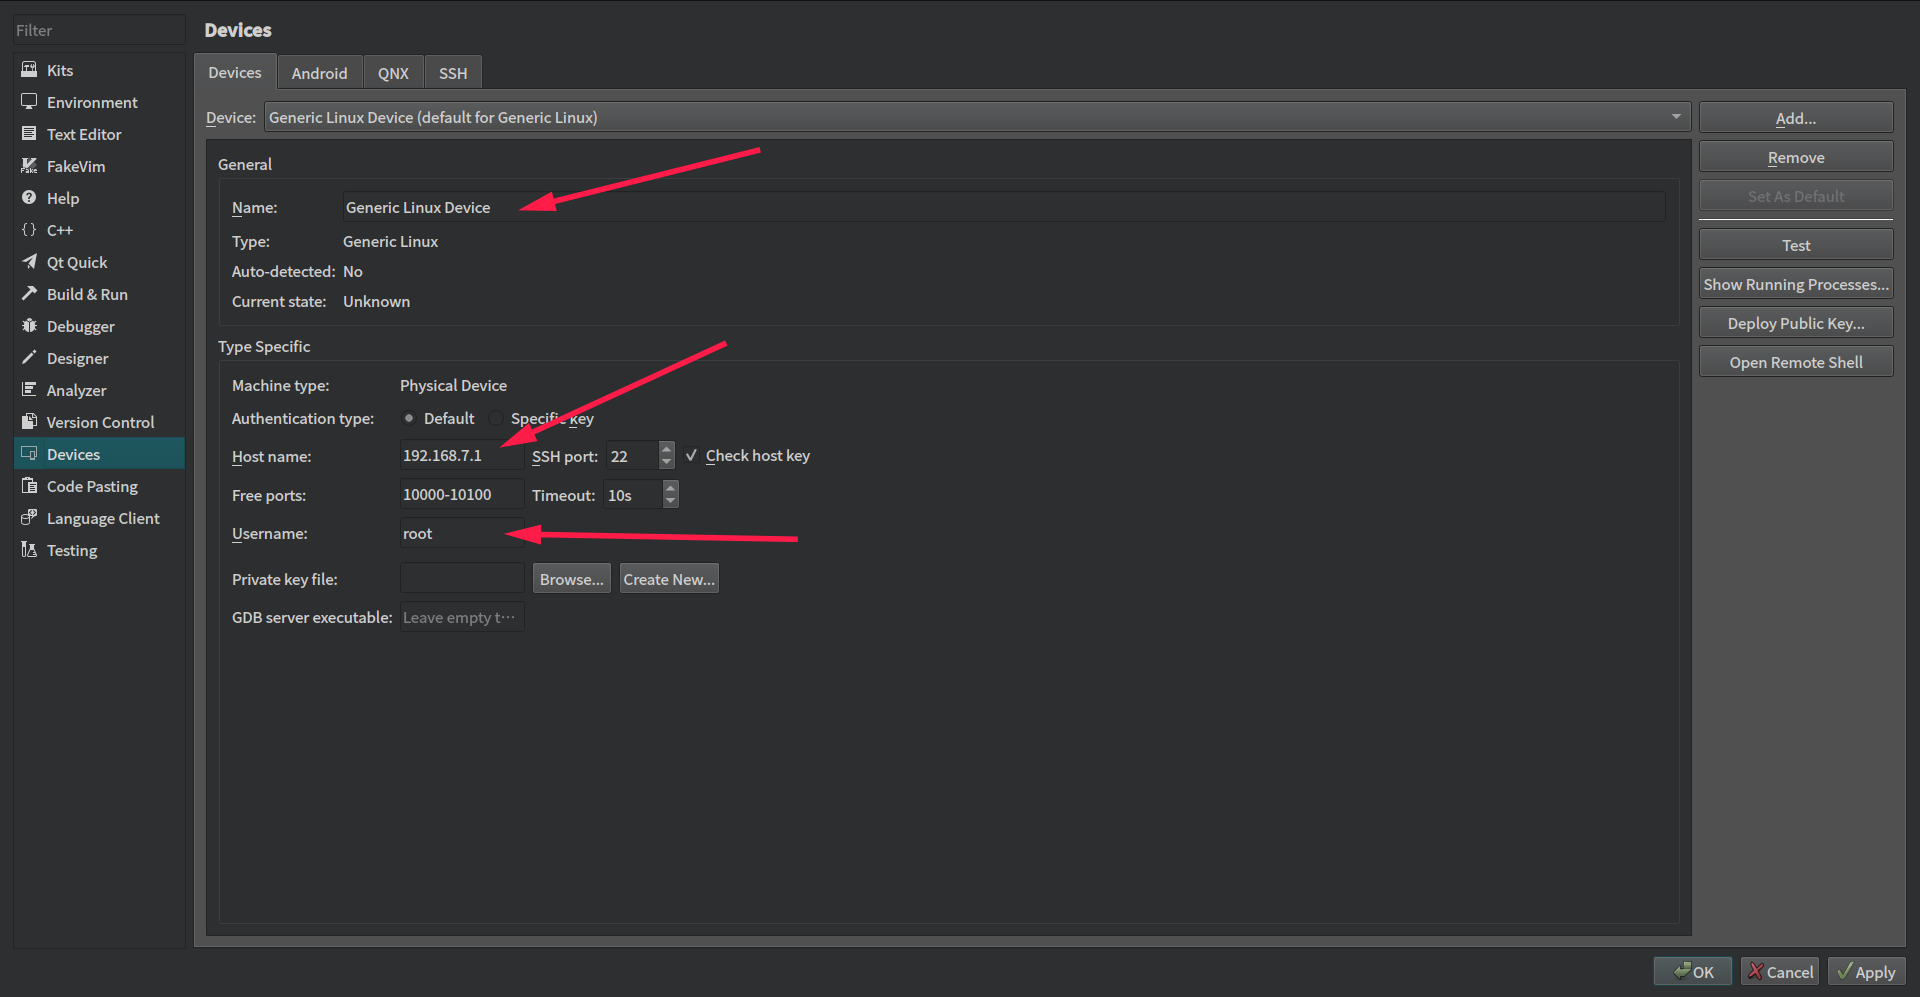 Filter
Kits
Environment
Text Editor
FakeVim
Help
C++
Qt Quick
Build & Run
Debugger
Designer
Analyzer
Version Control
Devices
Code Pasting
Language Client
Testing
Devices
Devices Android QNX SSH
Device: Generic Linux Device (default for Generic Linux)
General
Name: Generic Linux Device
Type: Generic Linux
Auto-detected: No
Current state: Unknown
Type Specific
Machine type: Physical Device
Authentication type: Default Specific key
Host name: 192.168.7.1 SSH port: 22 Check host key
Free ports: 10000-10100 Timeout: 10s
Username: root
Private key file: Browse... Create New...
GDB server executable: Leave empty t···
Add...
Remove
Set As Default
Test
Show Running Processes...
Deploy Public Key...
Open Remote Shell
OK Cancel Apply